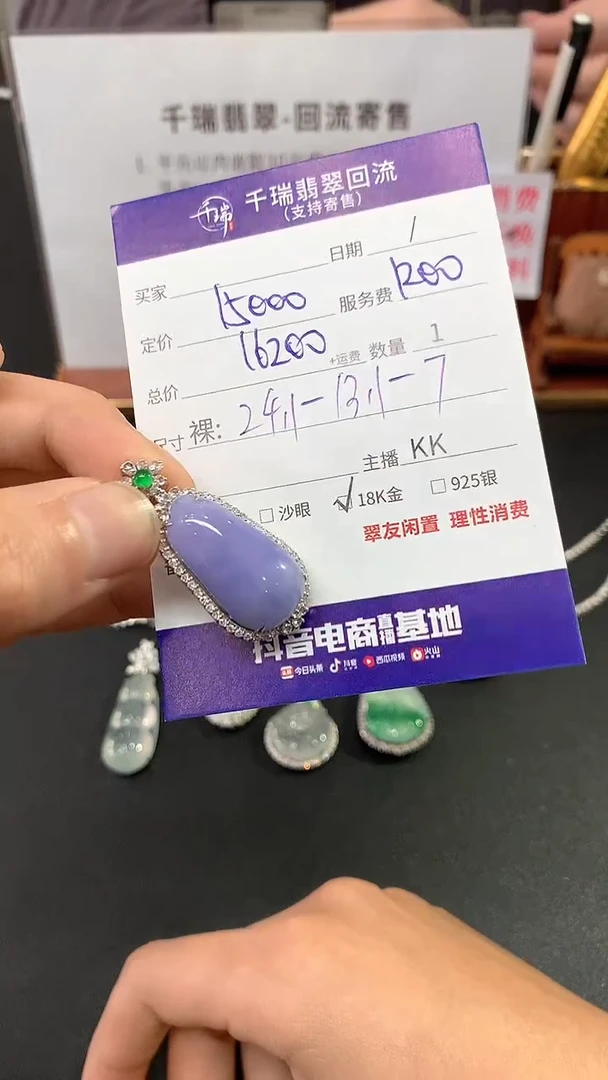 千瑞翡翠-回流寄售
千瑞 千瑞翡翠回流
(支持寄售)
买家 日期 /
定价 15000 服务费 1200
总价 16200 +运费 数量 1
尺寸 裸: 24.1-13.1-7
主播 KK
□ 沙眼 ☑ 18K金 □ 925银
翠友闲置 理性消费
抖音电商直播基地
今日头条 抖音 西瓜视频 火山